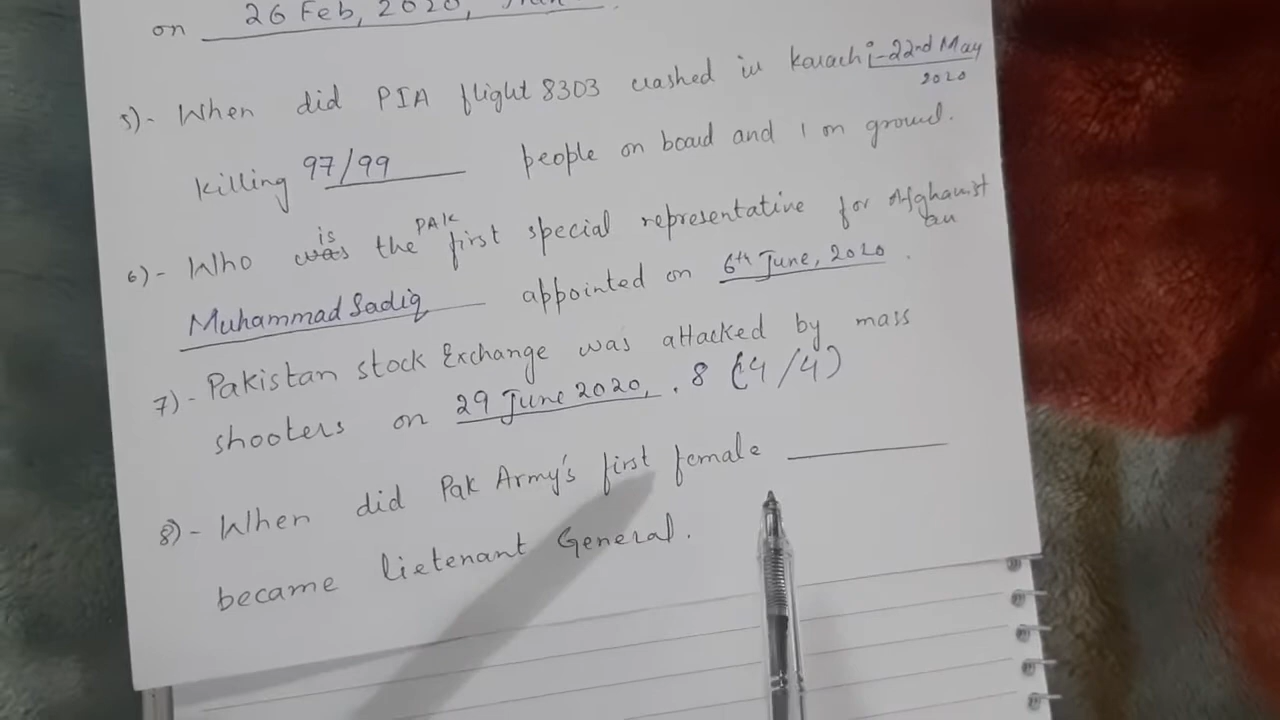 on 26 Feb, 2020,
5)- When did PIA flight 8303 crashed in Karachi:- 22nd May 2020
killing 97/99 people on board and 1 on ground.
6)- Who was is the PAK first special representative for Afghanistan
Muhammad Sadiq appointed on 6th June, 2020.
7)- Pakistan stock Exchange was attacked by mass
shooters on 29 June 2020, . 8 (4/4)
8)- When did Pak Army's first female
became lietenant General.